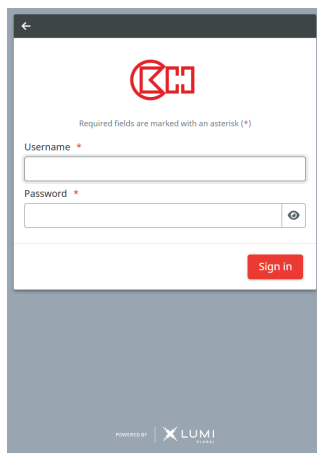 Required fields are marked with an asterisk (*)
Username *
Password *
Sign in
POWERED BY LUMI
GLOBAL